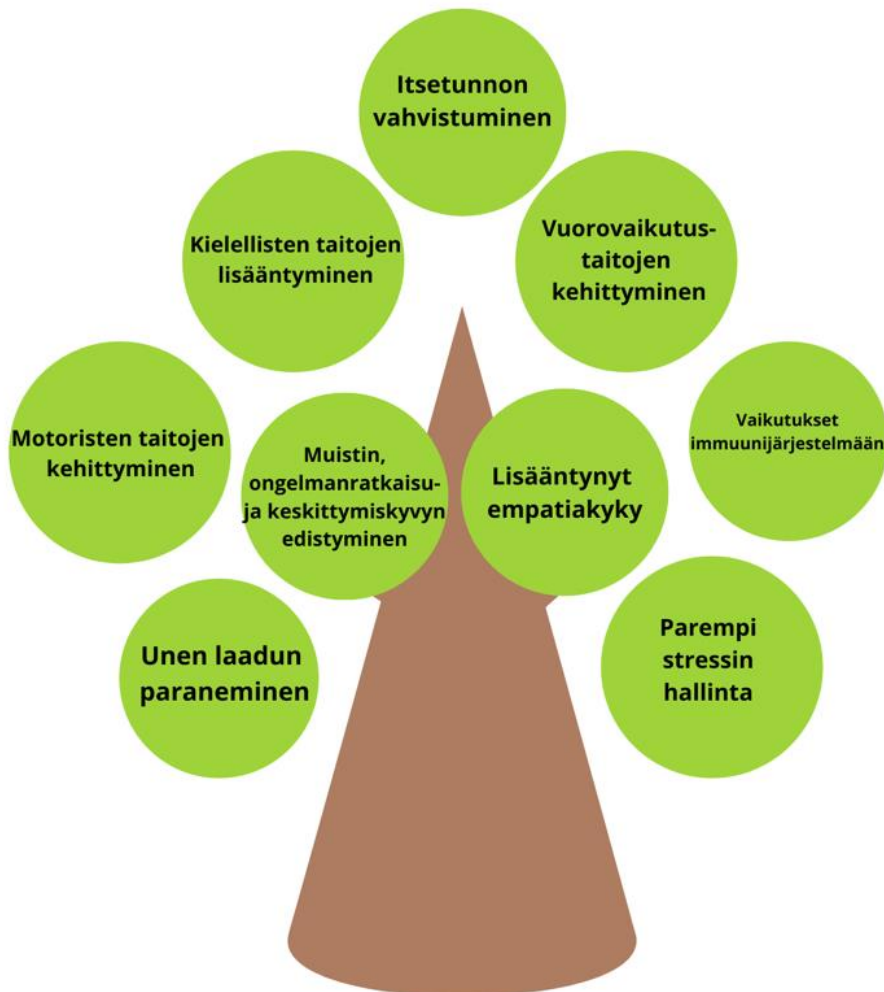 Itsetunnon
vahvistuminen
Kielellisten taitojen
lisääntyminen
Vuorovaikutus-
taitojen
kehittyminen
Motoristen taitojen
kehittyminen
Muistin,
ongelmanratkaisu-
ja keskittymiskyvyn
edistyminen
Lisääntynyt
empatiakyky
Vaikutukset
immuunijärjestelmään
Unen laadun
paraneminen
Parempi
stressin
hallinta